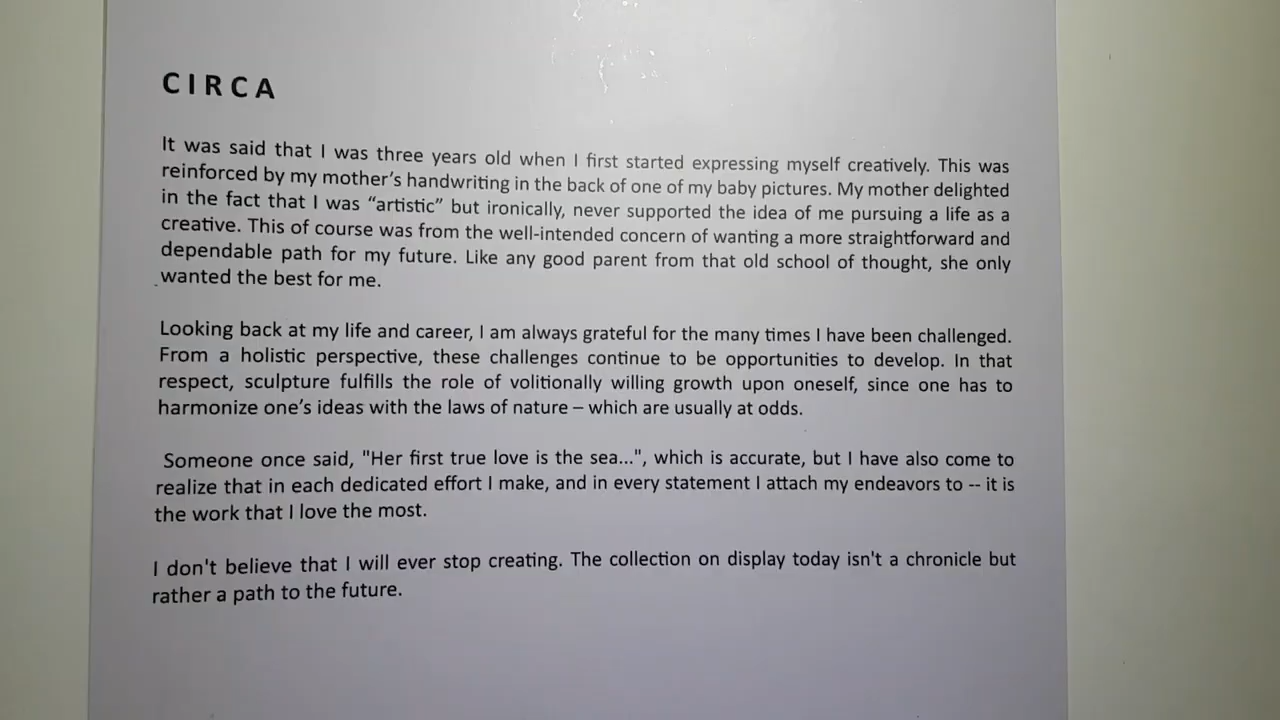 CIRCA
It was said that I was three years old when I first started expressing myself creatively. This was
reinforced by my mother’s handwriting in the back of one of my baby pictures. My mother delighted
in the fact that I was “artistic” but ironically, never supported the idea of me pursuing a life as a
creative. This of course was from the well-intended concern of wanting a more straightforward and
dependable path for my future. Like any good parent from that old school of thought, she only
wanted the best for me.
Looking back at my life and career, I am always grateful for the many times I have been challenged.
From a holistic perspective, these challenges continue to be opportunities to develop. In that
respect, sculpture fulfills the role of volitionally willing growth upon oneself, since one has to
harmonize one’s ideas with the laws of nature – which are usually at odds.
Someone once said, "Her first true love is the sea...", which is accurate, but I have also come to
realize that in each dedicated effort I make, and in every statement I attach my endeavors to -- it is
the work that I love the most.
I don't believe that I will ever stop creating. The collection on display today isn't a chronicle but
rather a path to the future.